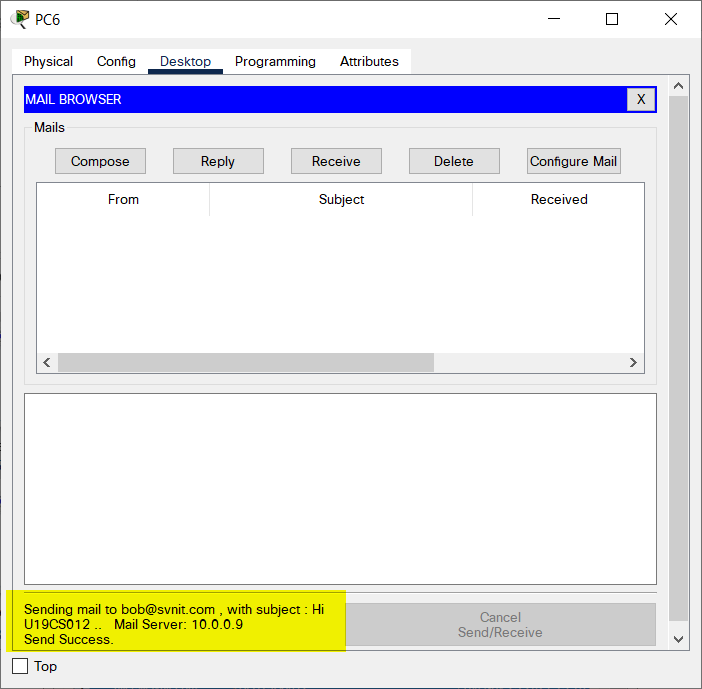 PC6
Physical Config Desktop Programming Attributes
MAIL BROWSER X
Mails
Compose Reply Receive Delete Configure Mail
From Subject Received
Sending mail to bob@svnit.com , with subject : Hi
U19CS012 .. Mail Server: 10.0.0.9
Send Success.
Cancel
Send/Receive
Top